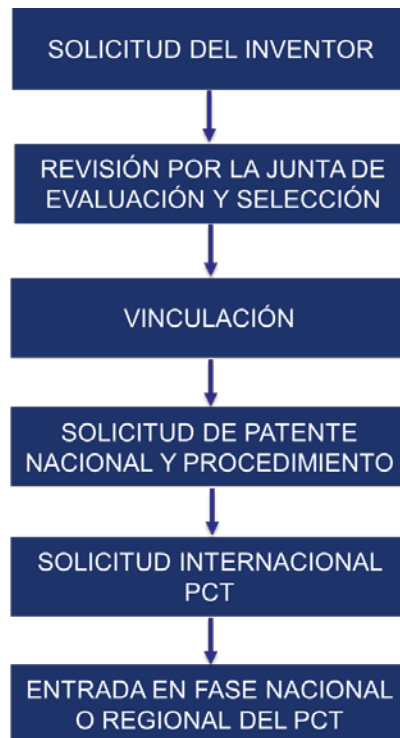 SOLICITUD DEL INVENTOR
REVISIÓN POR LA JUNTA DE
EVALUACIÓN Y SELECCIÓN
VINCULACIÓN
SOLICITUD DE PATENTE
NACIONAL Y PROCEDIMIENTO
SOLICITUD INTERNACIONAL
PCT
ENTRADA EN FASE NACIONAL
O REGIONAL DEL PCT